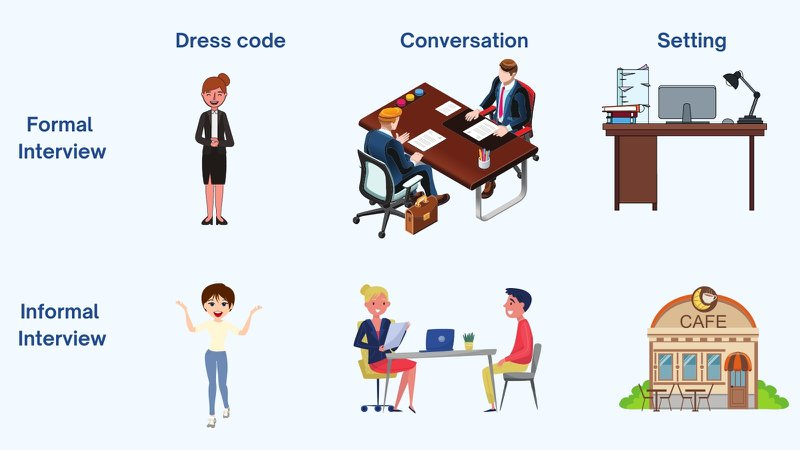 Dress code
Conversation
Setting
Formal
Interview
Informal
Interview
CAFE